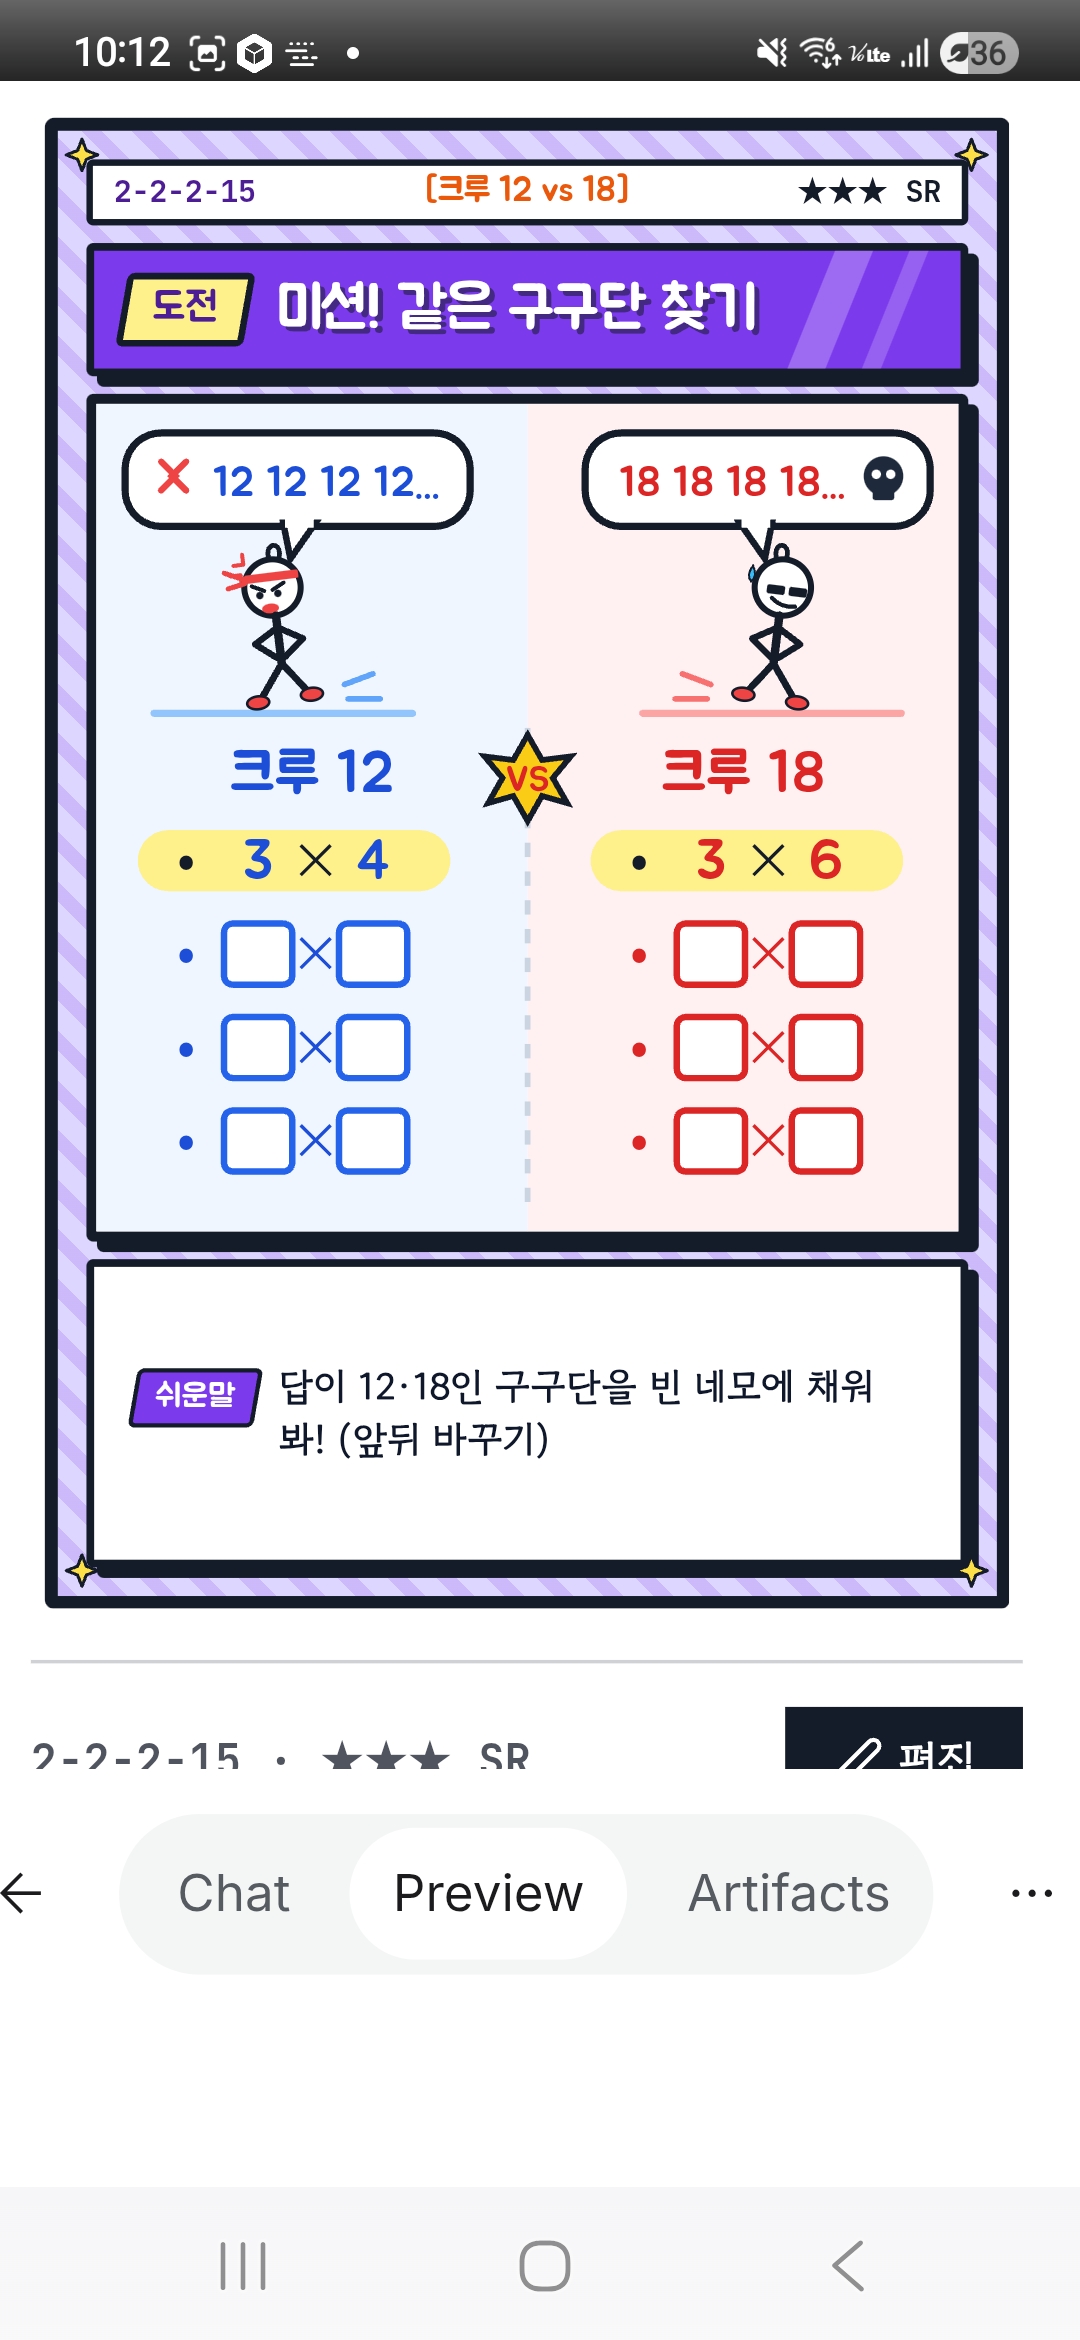 10:12
VoLte
36
2-2-2-15 [크루 12 vs 18] ★★★ SR
도전 미션! 같은 구구단 찾기
❌ 12 12 12 12...
18 18 18 18... 💀
크루 12
VS
크루 18
• 3 × 4
• 3 × 6
• □×□
• □×□
• □×□
• □×□
• □×□
• □×□
쉬운말 답이 12·18인 구구단을 빈 네모에 채워
봐! (앞뒤 바꾸기)
2-2-2-15 · ★★★ SR
편집
Chat
Preview
Artifacts